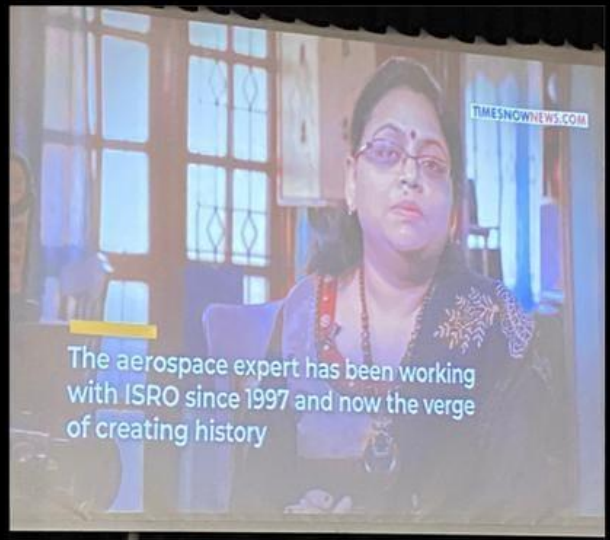 TIMESNOWNEWS.COM
The aerospace expert has been working
with ISRO since 1997 and now the verge
of creating history